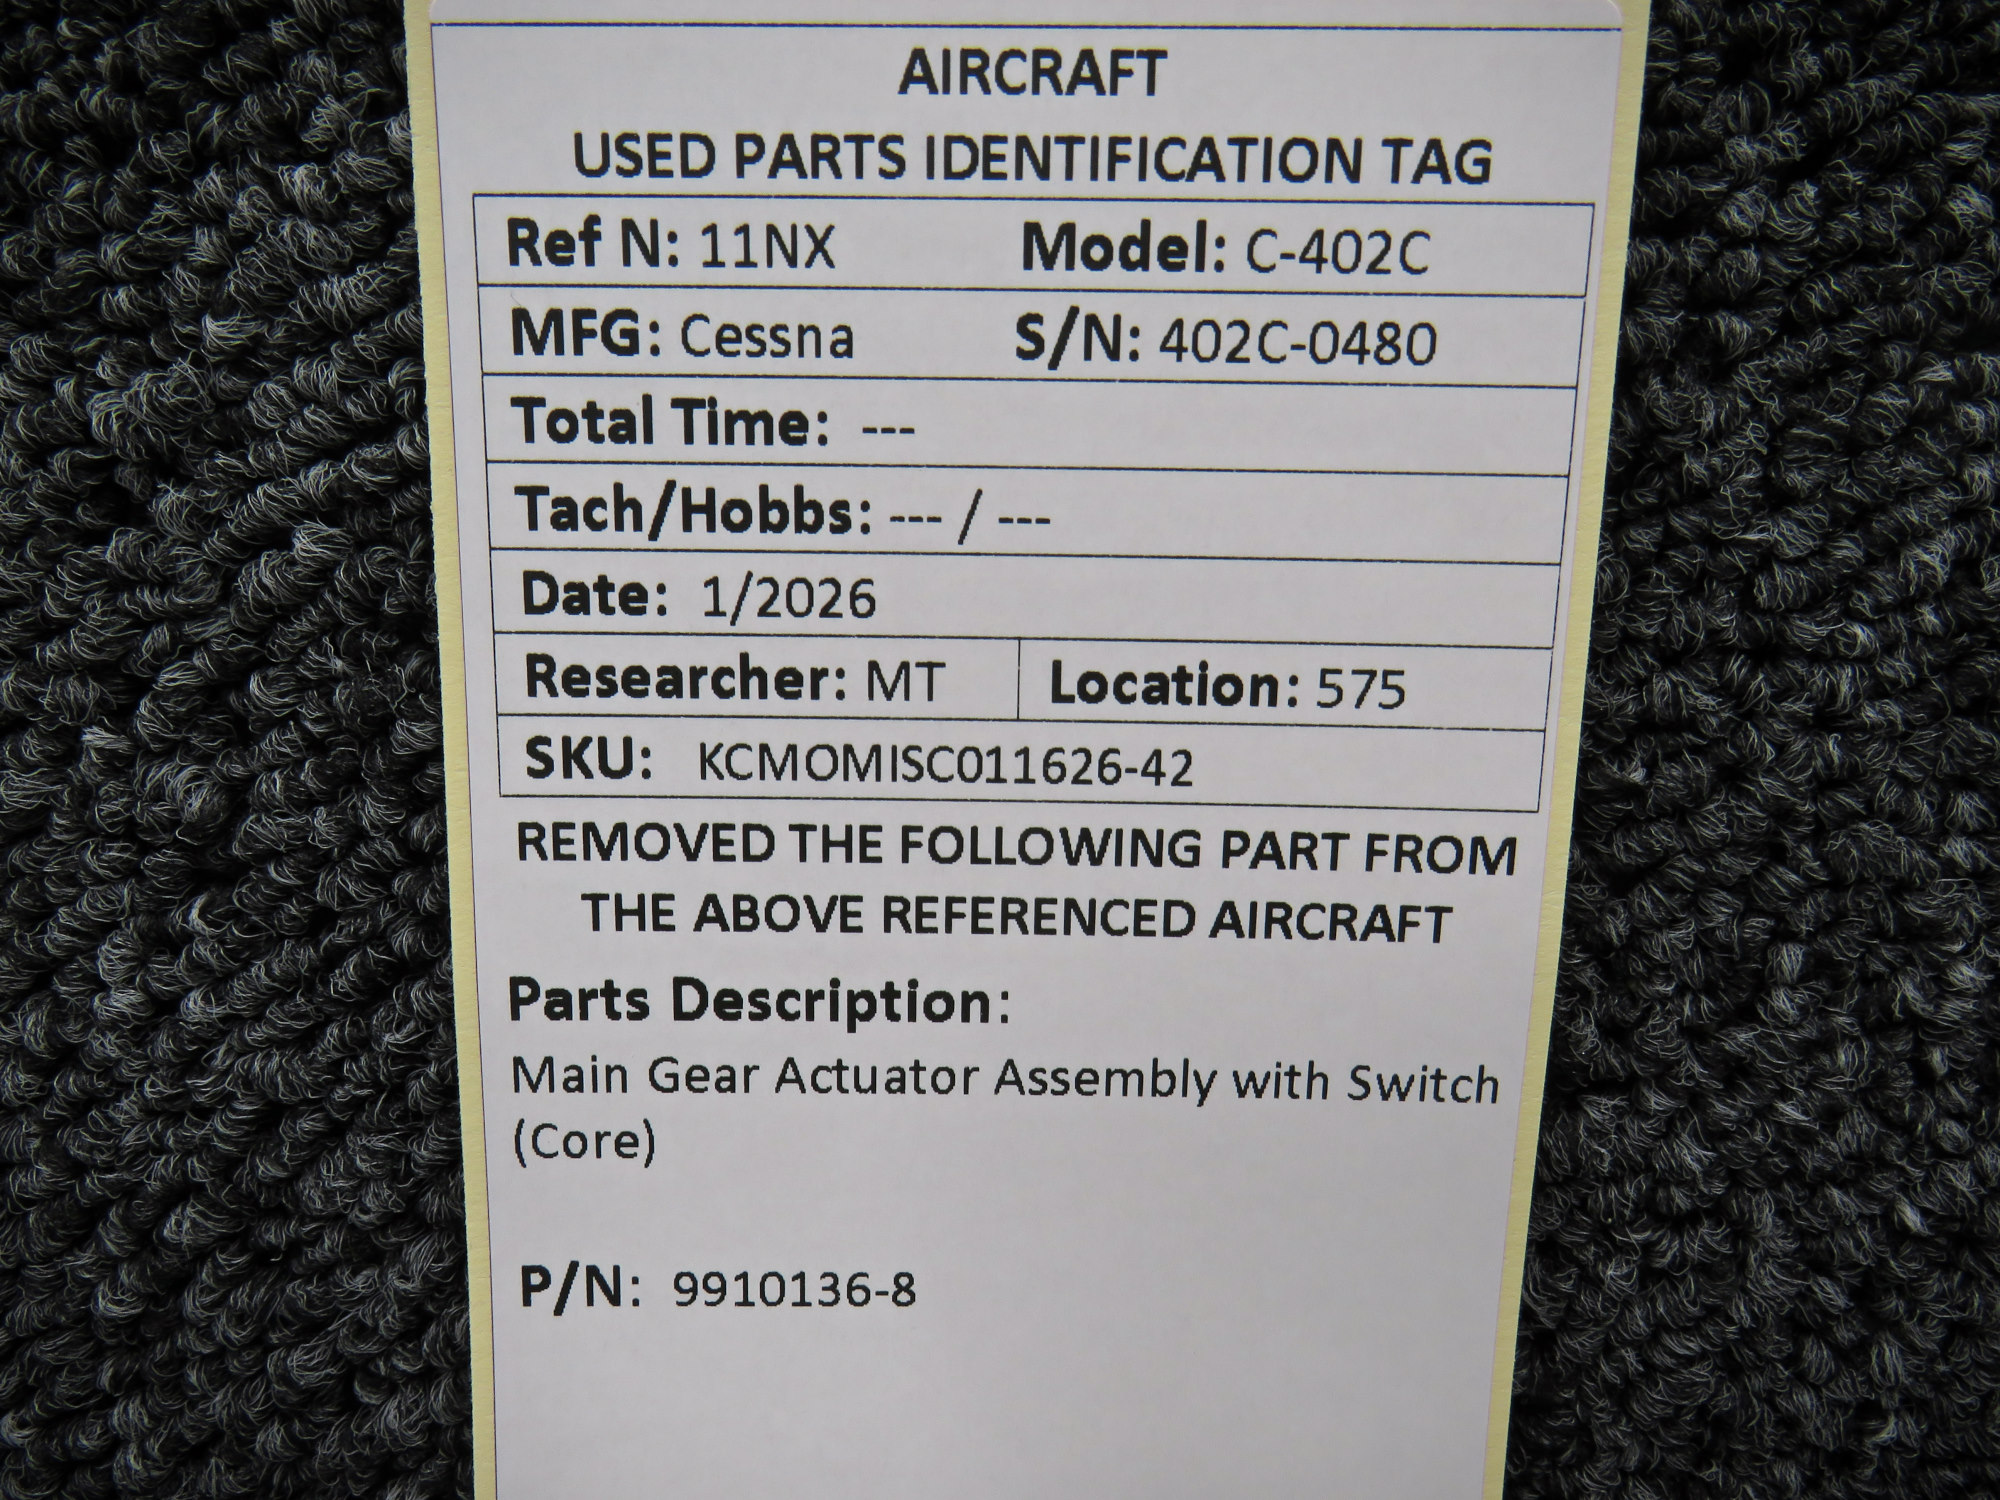 AIRCRAFT
USED PARTS IDENTIFICATION TAG
Ref N: 11NX Model: C-402C
MFG: Cessna S/N: 402C-0480
Total Time: ---
Tach/Hobbs: --- / ---
Date: 1/2026
Researcher: MT Location: 575
SKU: KCMOMISC011626-42
REMOVED THE FOLLOWING PART FROM
THE ABOVE REFERENCED AIRCRAFT
Parts Description:
Main Gear Actuator Assembly with Switch
(Core)
P/N: 9910136-8